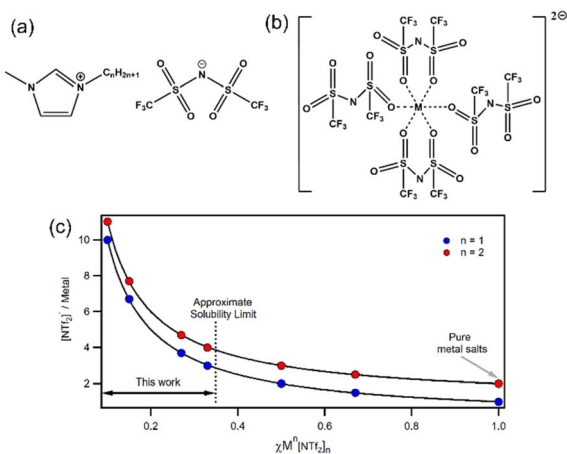 (a)
CₙH₂ₙ₊₁
N
⊕
N
⊖
O
N
O
S
S
F₃C
O
O
CF₃
(b)
2⊖
CF₃
N
CF₃
O
S
S
O
O
O
O
O
CF₃
O
S
N
S
O
O
CF₃
M
O
S
N
S
O
O
CF₃
CF₃
O
O
O
O
O
S
S
O
CF₃
N
CF₃
(c)
n = 1
n = 2
10
8
6
4
2
[NTf₂]⁻ / Metal
Approximate
Solubility Limit
Pure
metal salts
This work
0.2
0.4
0.6
0.8
1.0
χMⁿ[NTf₂]ₙ